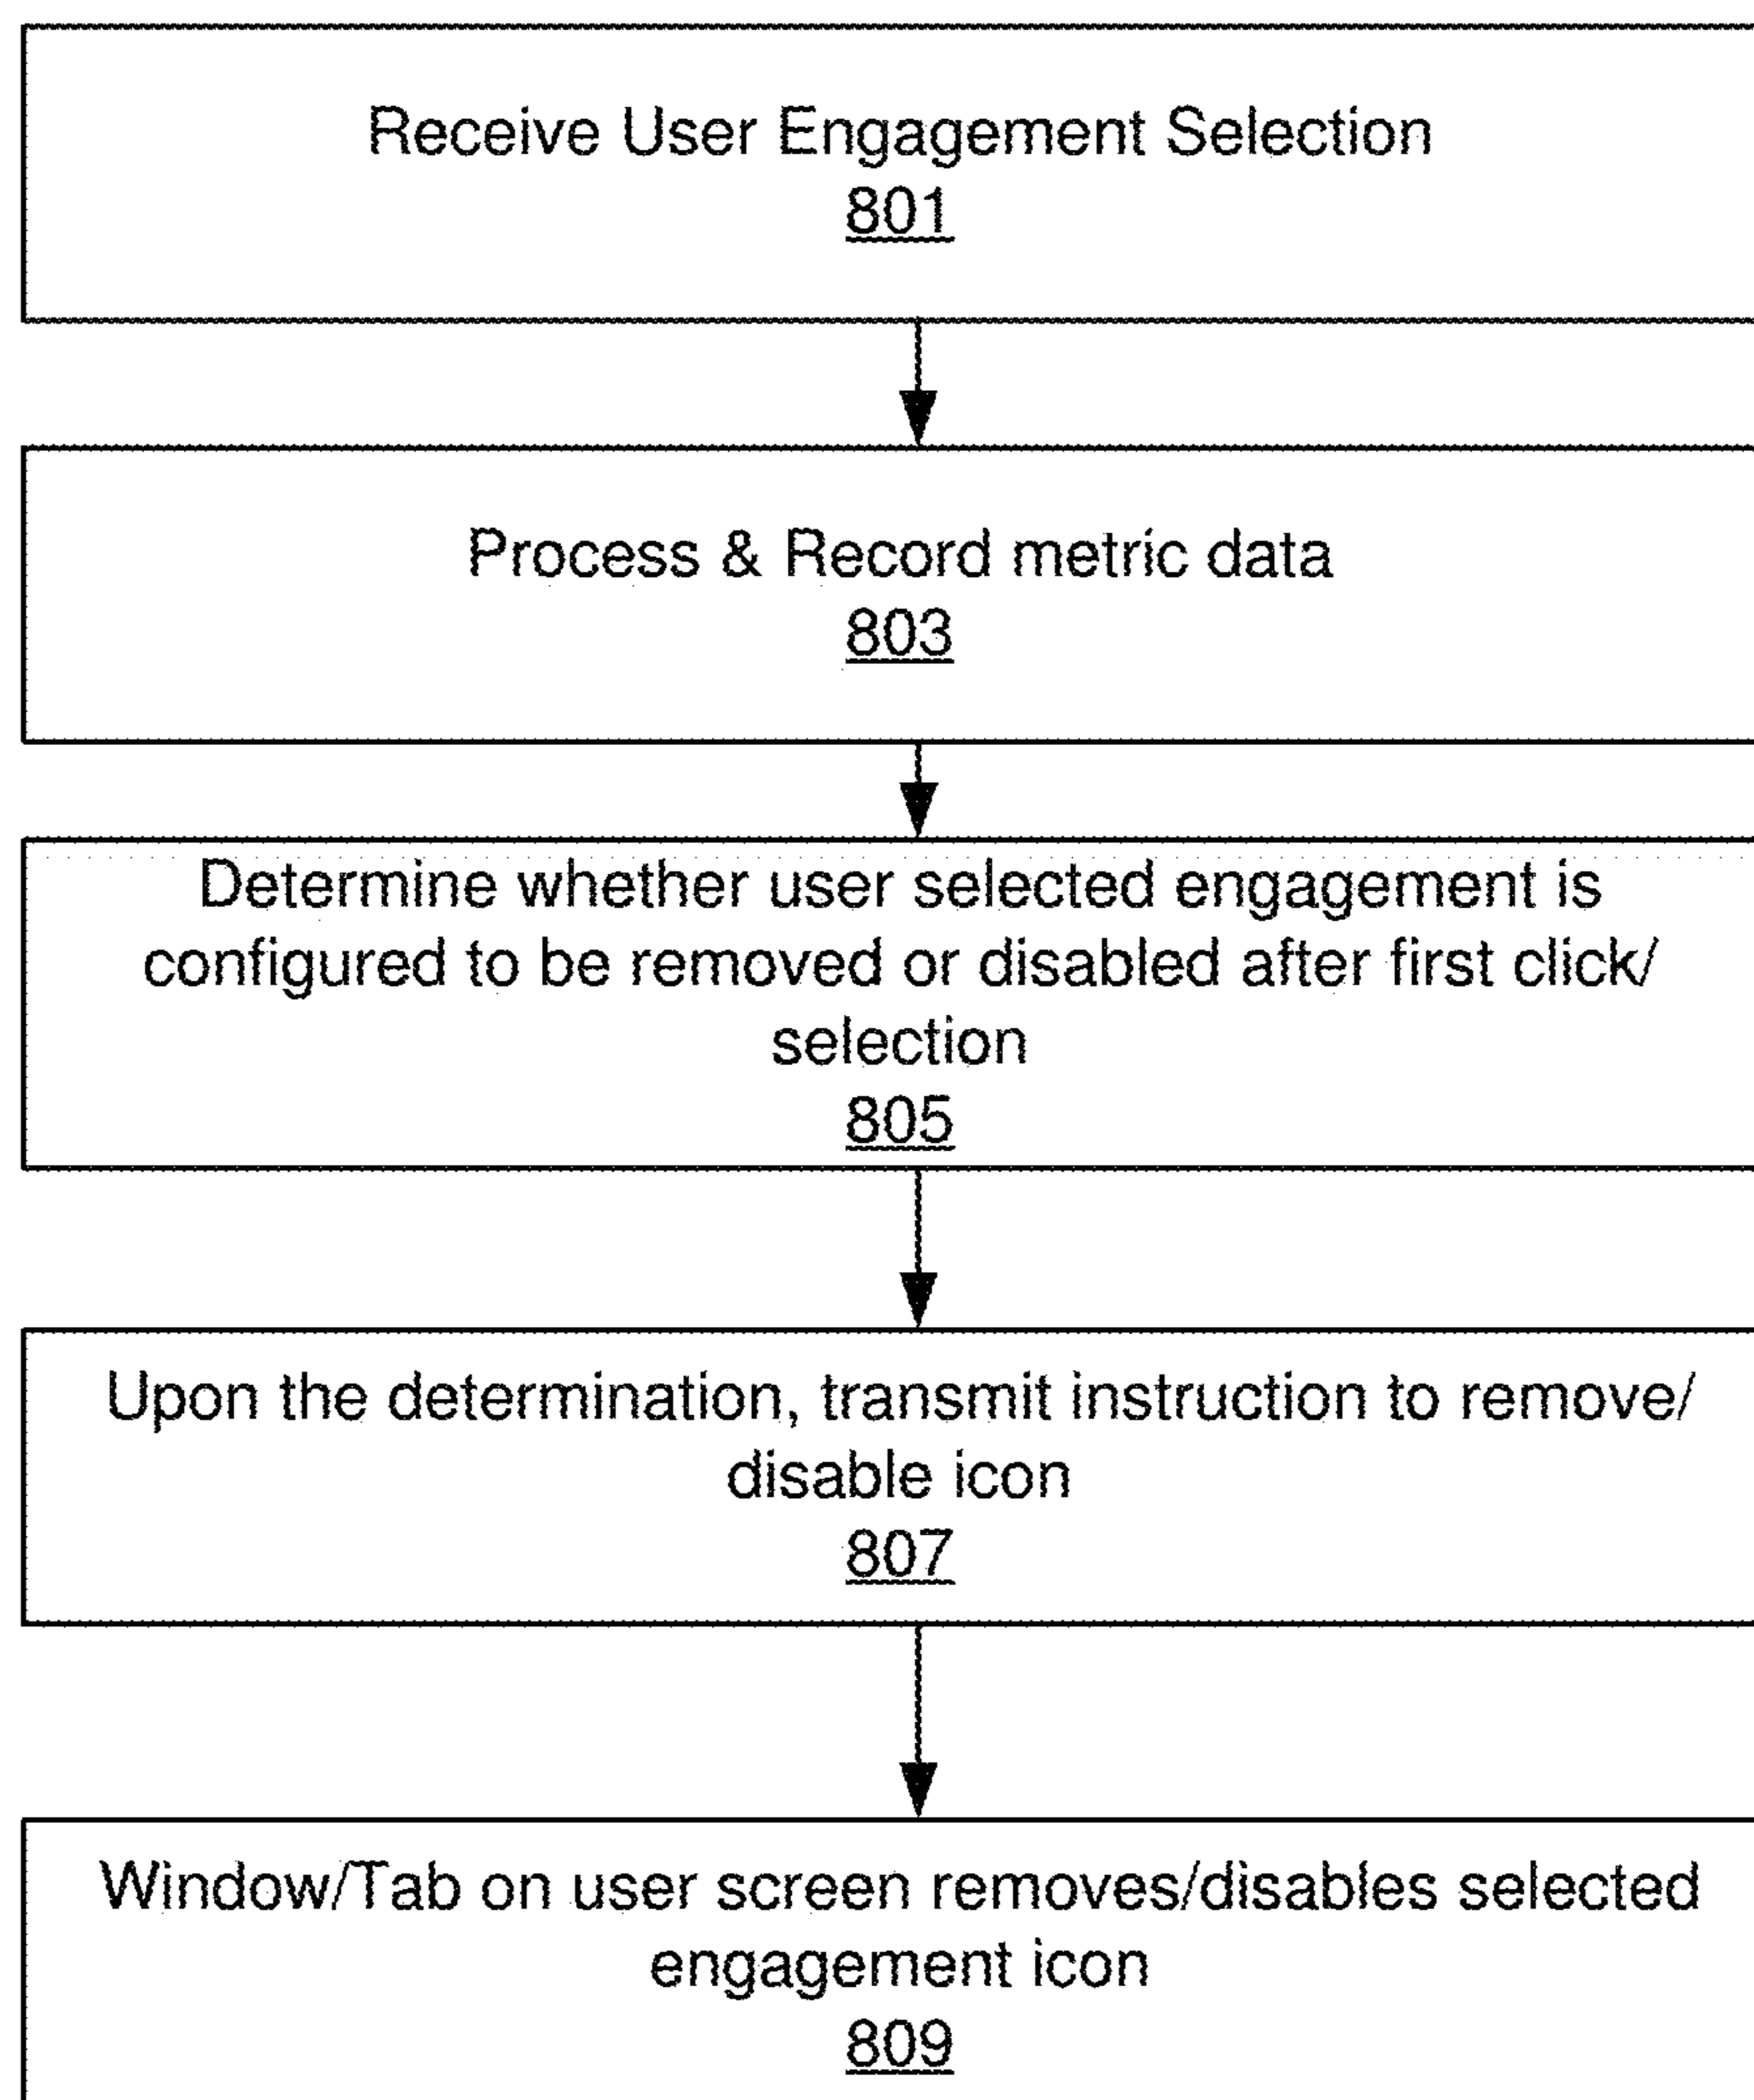 Receive User Engagement Selection
801
Process & Record metric data
803
Determine whether user selected engagement is
configured to be removed or disabled after first click/
selection
805
Upon the determination, transmit instruction to remove/
disable icon
807
Window/Tab on user screen removes/disables selected
engagement icon
809